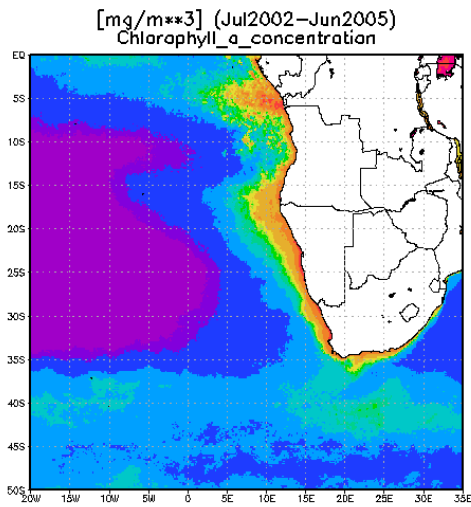 [mg/m**3] (Jul2002-Jun2005)
Chlorophyll_a_concentration
EQ
5S
10S
15S
20S
25S
30S
35S
40S
45S
50S
20W 15W 10W 5W 0 5E 10E 15E 20E 25E 30E 35E